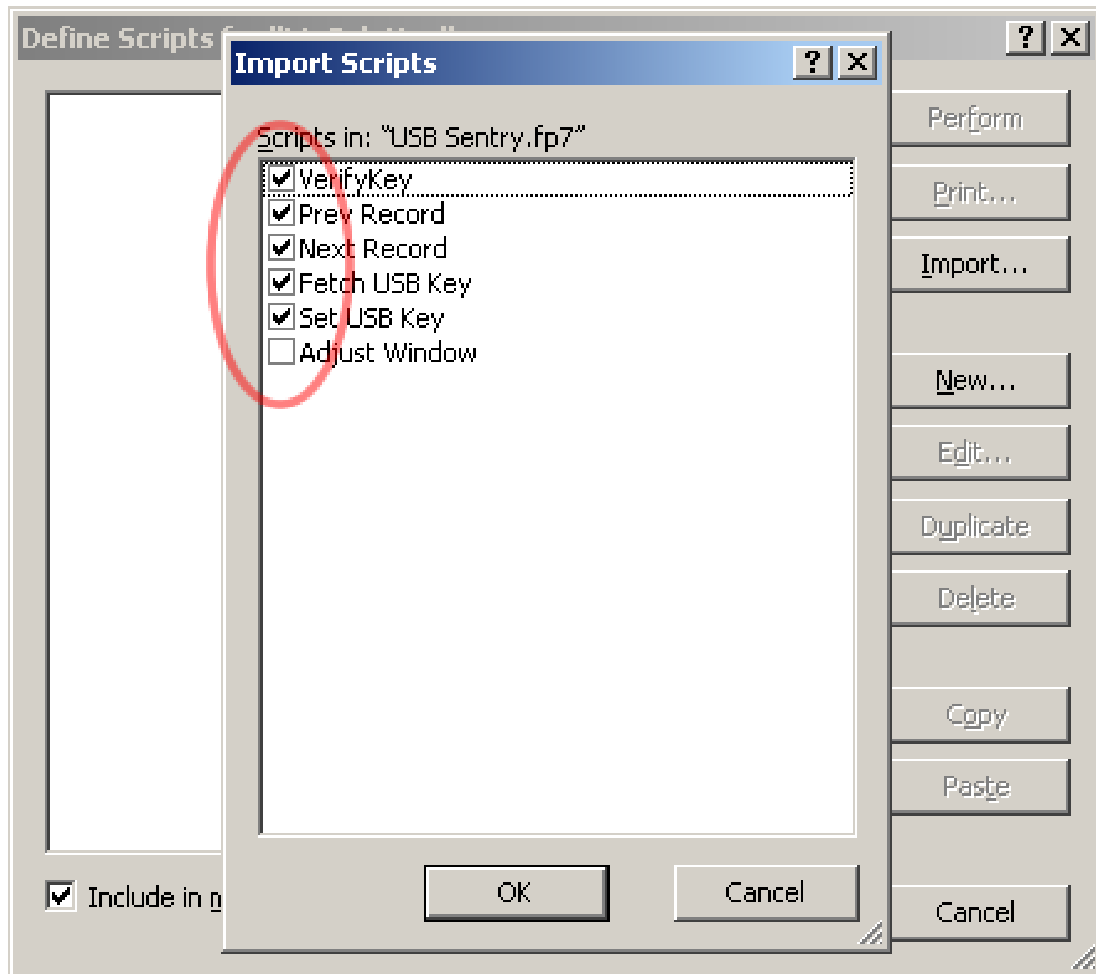 Define Scripts
Import Scripts
Scripts in: “USB Sentry.fp7”
VerifyKey
Prev Record
Next Record
Fetch USB Key
Set USB Key
Adjust Window
OK
Cancel
Perform
Print...
Import...
New...
Edit...
Duplicate
Delete
Copy
Paste
Include in
Cancel